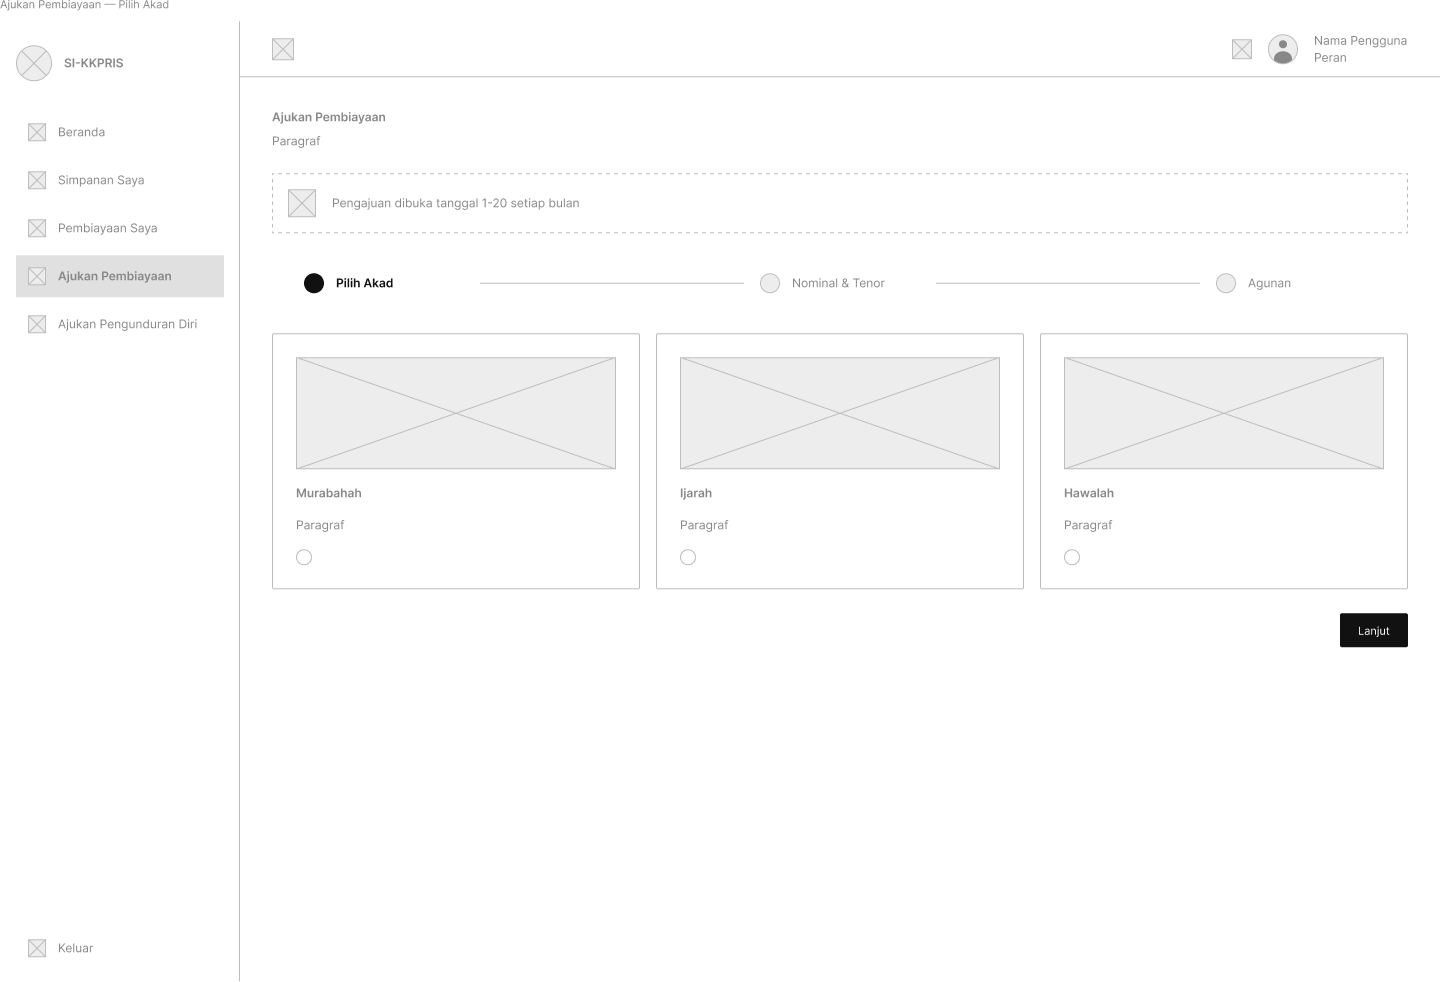 Ajukan Pembiayaan — Pilih Akad
SI-KKPRIS
Beranda
Simpanan Saya
Pembiayaan Saya
Ajukan Pembiayaan
Ajukan Pengunduran Diri
Keluar
Nama Pengguna
Peran
Ajukan Pembiayaan
Paragraf
Pengajuan dibuka tanggal 1-20 setiap bulan
Pilih Akad
Nominal & Tenor
Agunan
Murabahah
Paragraf
Ijarah
Paragraf
Hawalah
Paragraf
Lanjut